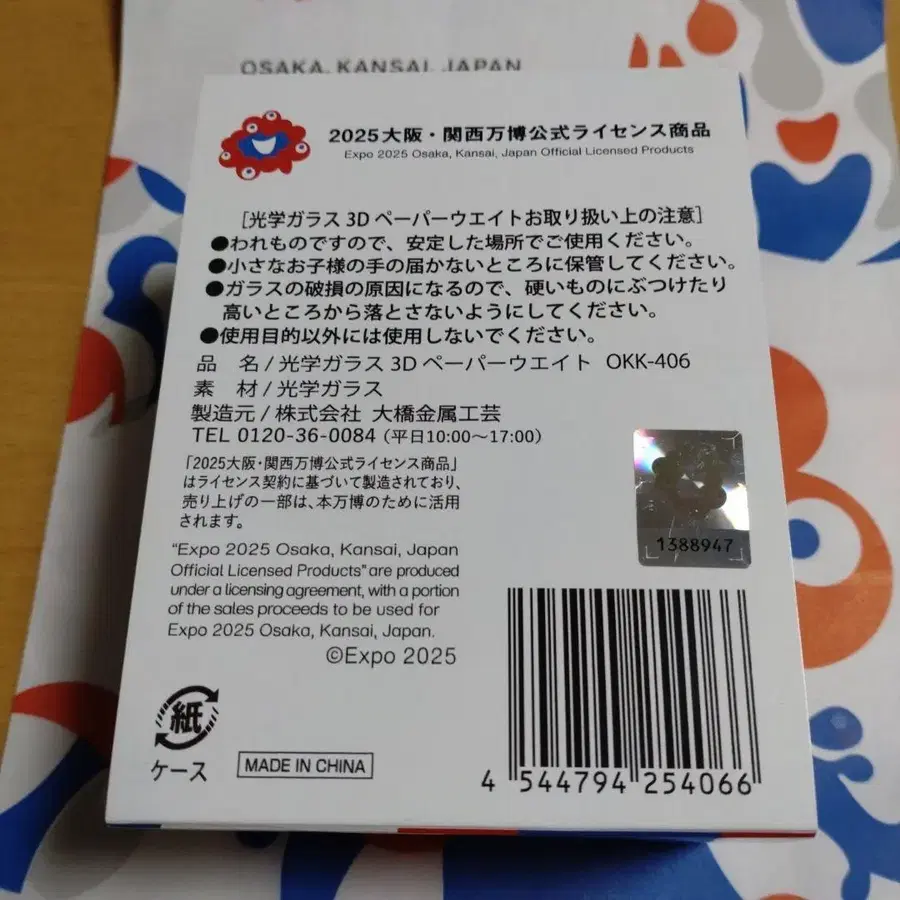 OSAKA, KANSAI, JAPAN
2025大阪・関西万博公式ライセンス商品
Expo 2025 Osaka, Kansai, Japan Official Licensed Products
［光学ガラス 3D ペーパーウエイトお取り扱い上の注意］
●われものですので、安定した場所でご使用ください。
●小さなお子様の手の届かないところに保管してください。
●ガラスの破損の原因になるので、硬いものにぶつけたり
高いところから落とさないようにしてください。
●使用目的以外には使用しないでください。
品　名 / 光学ガラス 3D ペーパーウエイト OKK-406
素　材 / 光学ガラス
製造元 / 株式会社 大橋金属工芸
TEL 0120-36-0084（平日10:00～17:00）
「2025大阪・関西万博公式ライセンス商品」
はライセンス契約に基づいて製造されており、
売り上げの一部は、本万博のために活用
されます。
1388947
“Expo 2025 Osaka, Kansai, Japan
Official Licensed Products” are produced
under a licensing agreement, with a portion
of the sales proceeds to be used for
Expo 2025 Osaka, Kansai, Japan.
©Expo 2025
紙
ケース
MADE IN CHINA
4 544794 254066